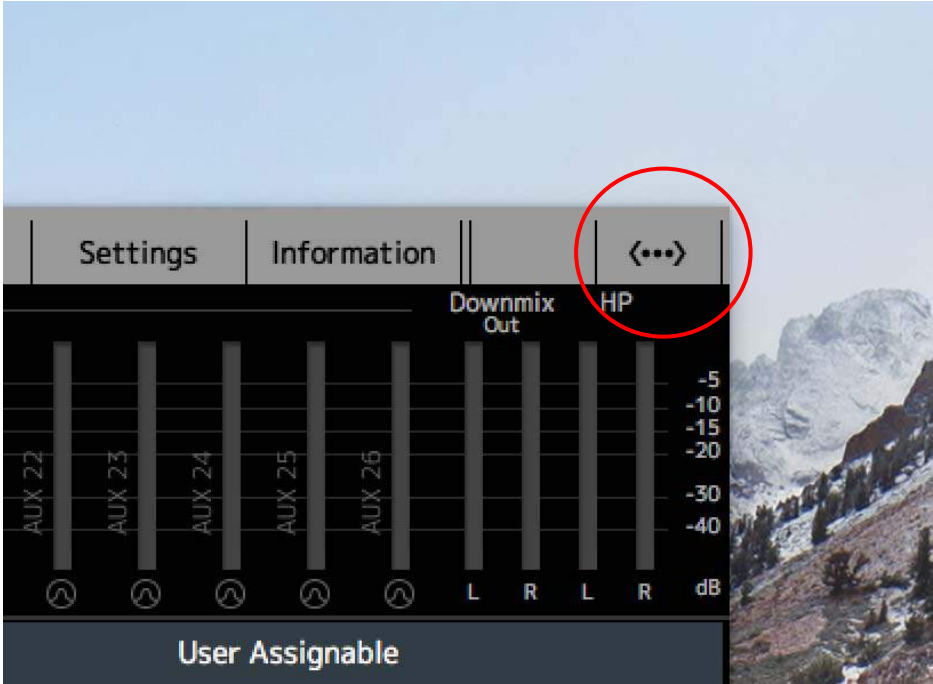 Settings
Information
‹•••›
Downmix
Out
HP
-5
-10
-15
-20
-30
-40
dB
AUX 22
AUX 23
AUX 24
AUX 25
AUX 26
L
R
L
R
User Assignable